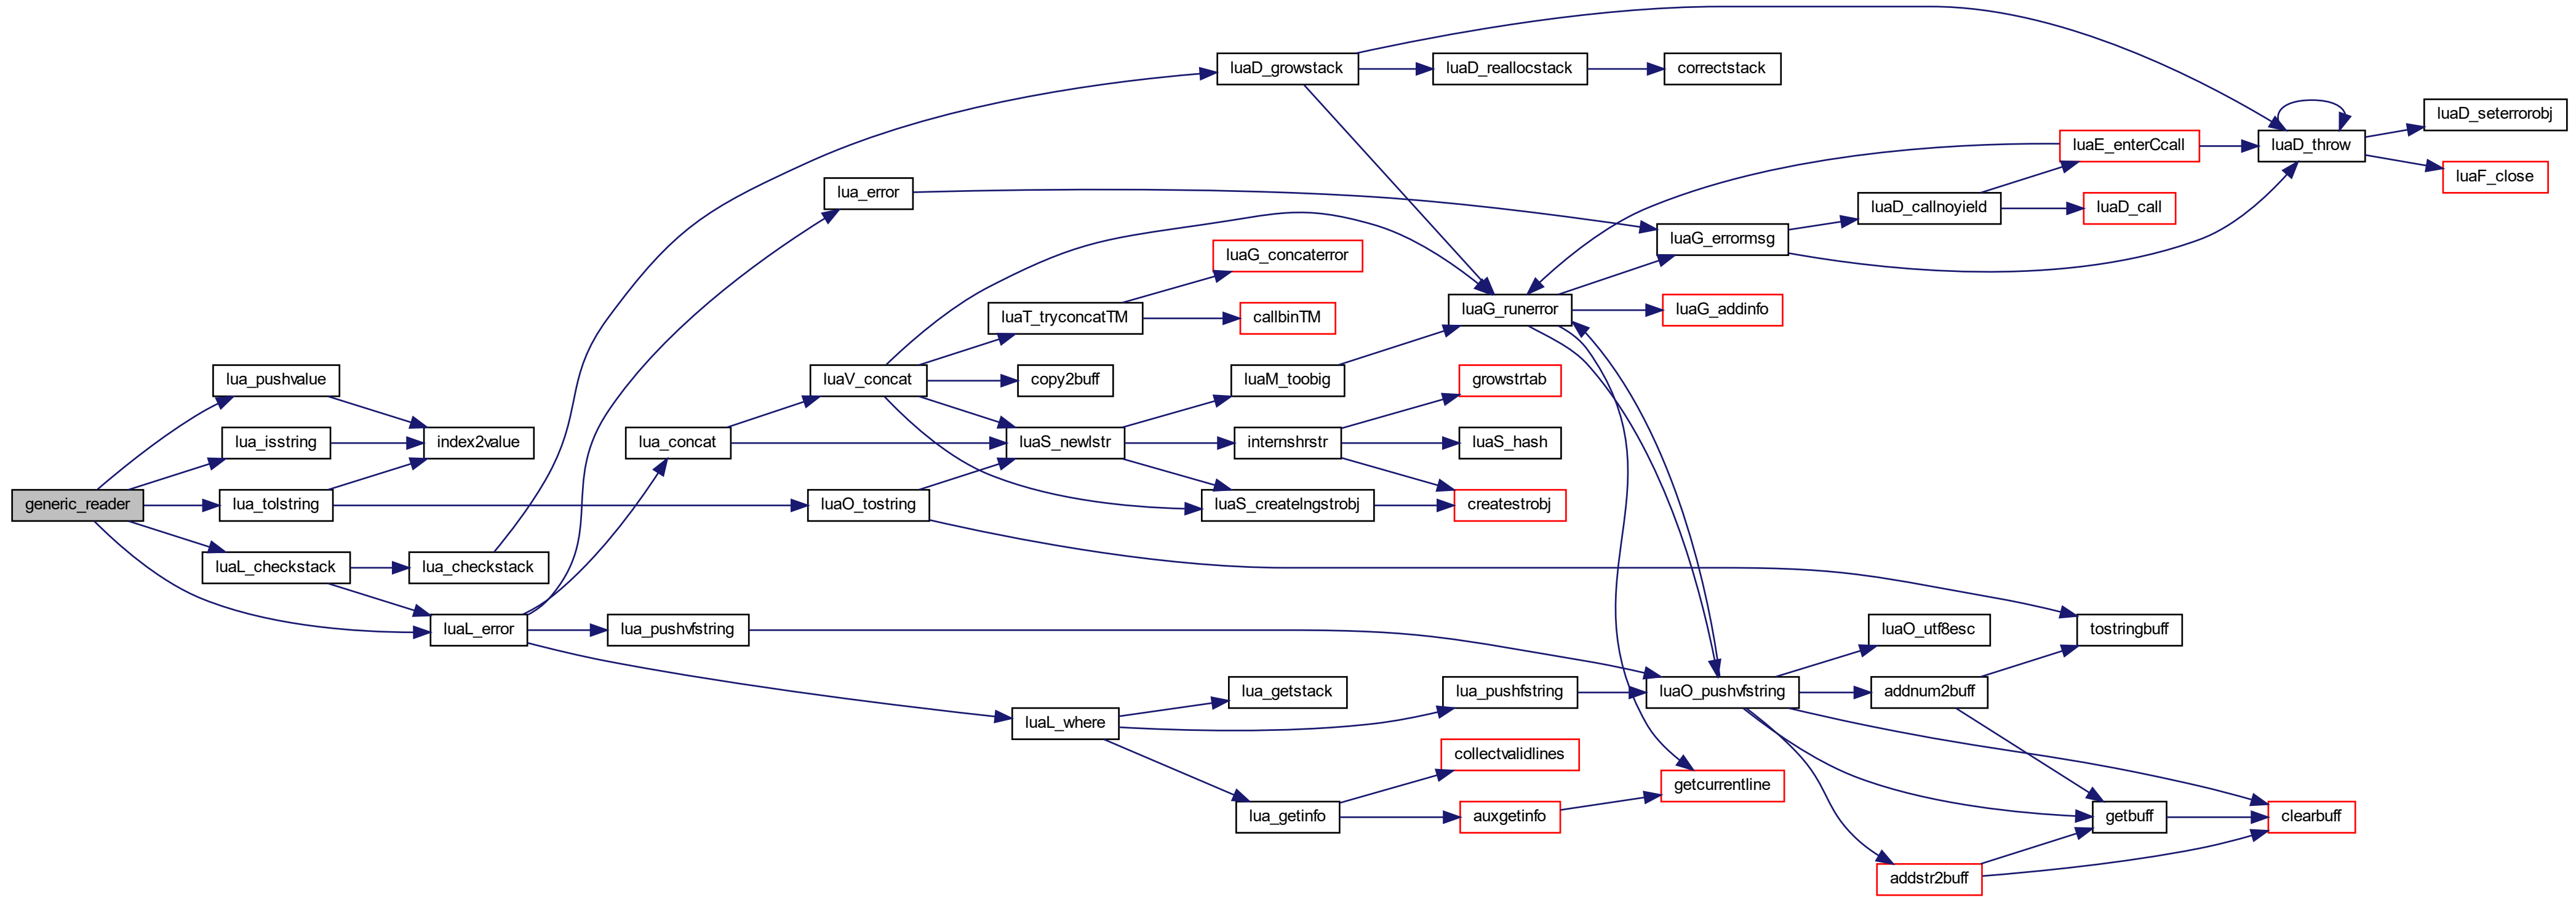 generic_reader
lua_pushvalue
lua_isstring
lua_tolstring
luaL_checkstack
index2value
lua_checkstack
luaL_error
lua_error
lua_concat
lua_pushvfstring
luaV_concat
luaO_tostring
luaL_where
luaD_growstack
luaT_tryconcatTM
copy2buff
luaS_newlstr
luaG_concaterror
callbinTM
luaM_toobig
internshrstr
luaS_createlngstrobj
lua_getstack
lua_getinfo
luaD_reallocstack
luaG_runerror
growstrtab
luaS_hash
createstrobj
lua_pushfstring
collectvalidlines
auxgetinfo
correctstack
luaG_errormsg
luaG_addinfo
luaO_pushvfstring
getcurrentline
luaD_callnoyield
luaO_utf8esc
addnum2buff
addstr2buff
luaE_enterCcall
luaD_call
tostringbuff
getbuff
luaD_throw
clearbuff
luaD_seterrorobj
luaF_close